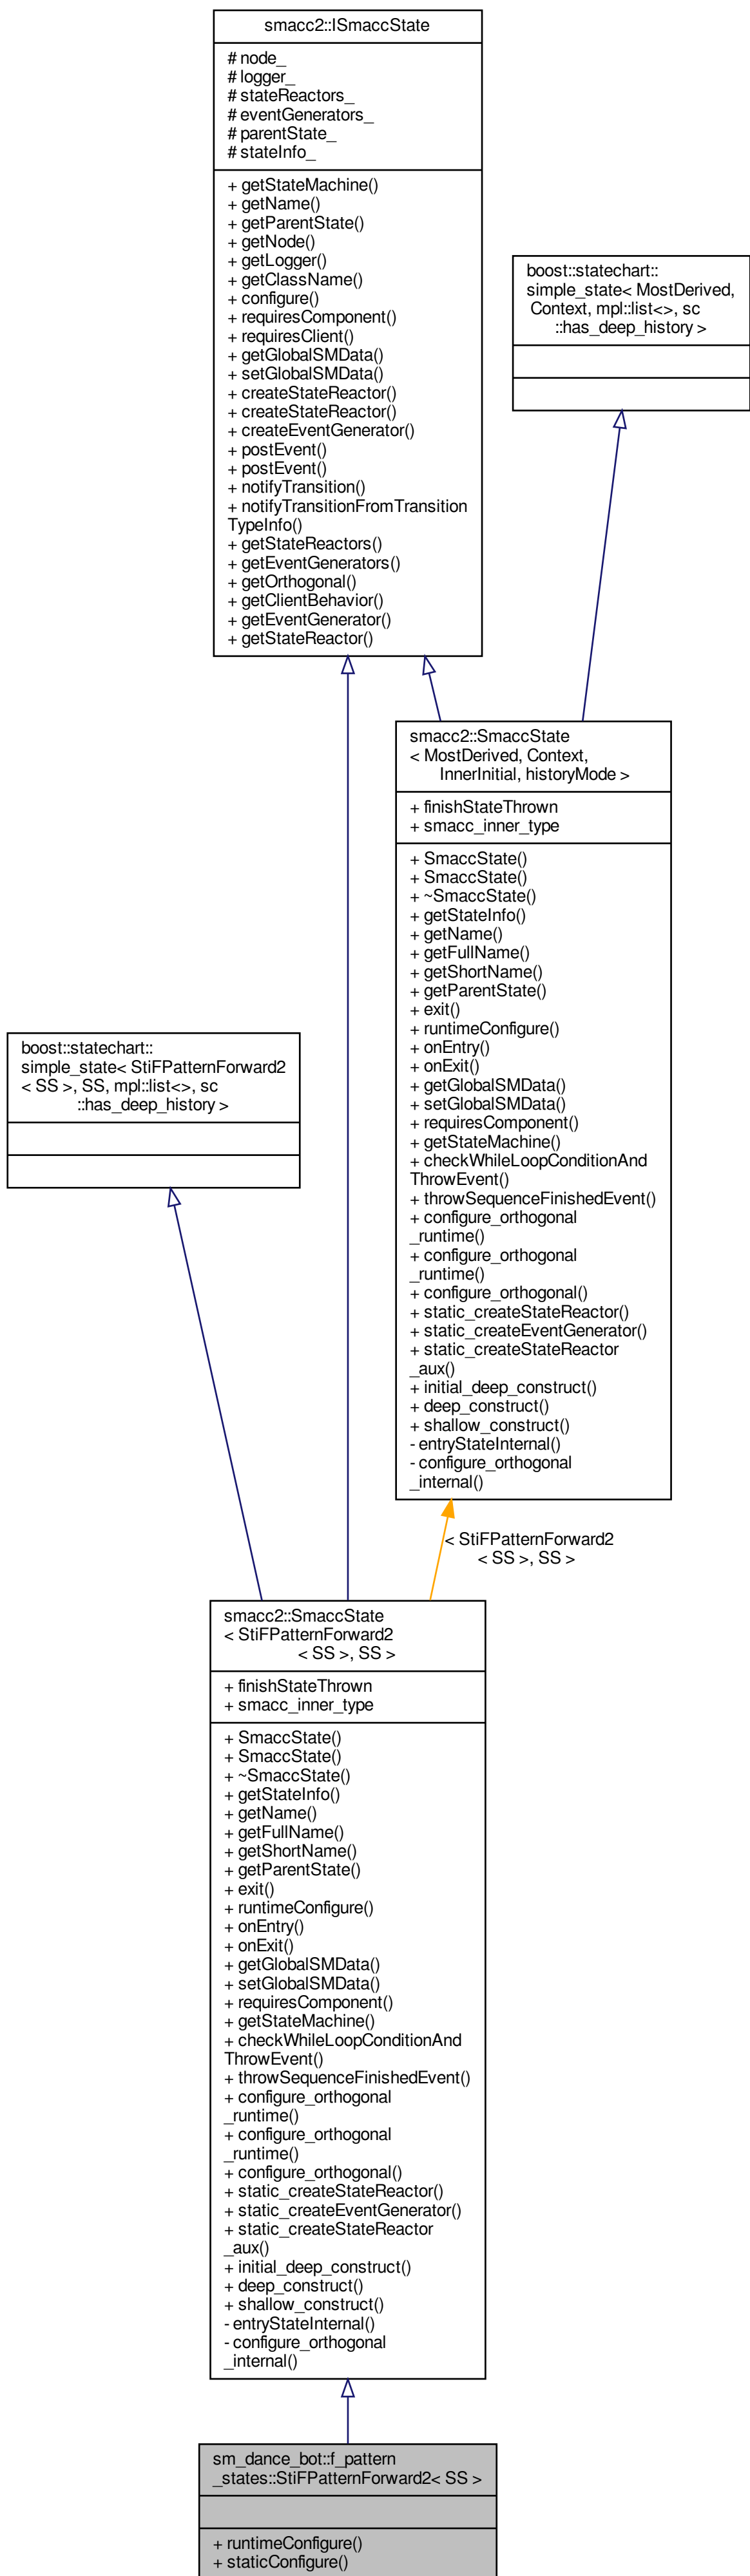 smacc2::ISmaccState
# node_
# logger_
# stateReactors_
# eventGenerators_
# parentState_
# stateInfo_
+ getStateMachine()
+ getName()
+ getParentState()
+ getNode()
+ getLogger()
+ getClassName()
+ configure()
+ requiresComponent()
+ requiresClient()
+ getGlobalSMData()
+ setGlobalSMData()
+ createStateReactor()
+ createStateReactor()
+ createEventGenerator()
+ postEvent()
+ postEvent()
+ notifyTransition()
+ notifyTransitionFromTransition
TypeInfo()
+ getStateReactors()
+ getEventGenerators()
+ getOrthogonal()
+ getClientBehavior()
+ getEventGenerator()
+ getStateReactor()
boost::statechart::
simple_state< MostDerived,
Context, mpl::list<>, sc
::has_deep_history >
smacc2::SmaccState
< MostDerived, Context,
InnerInitial, historyMode >
+ finishStateThrown
+ smacc_inner_type
+ SmaccState()
+ SmaccState()
+ ~SmaccState()
+ getStateInfo()
+ getName()
+ getFullName()
+ getShortName()
+ getParentState()
+ exit()
+ runtimeConfigure()
+ onEntry()
+ onExit()
+ getGlobalSMData()
+ setGlobalSMData()
+ requiresComponent()
+ getStateMachine()
+ checkWhileLoopConditionAnd
ThrowEvent()
+ throwSequenceFinishedEvent()
+ configure_orthogonal
_runtime()
+ configure_orthogonal
_runtime()
+ configure_orthogonal()
+ static_createStateReactor()
+ static_createEventGenerator()
+ static_createStateReactor
_aux()
+ initial_deep_construct()
+ deep_construct()
+ shallow_construct()
- entryStateInternal()
- configure_orthogonal
_internal()
boost::statechart::
simple_state< StiFPatternForward2
< SS >, SS, mpl::list<>, sc
::has_deep_history >
< StiFPatternForward2
< SS >, SS >
smacc2::SmaccState
< StiFPatternForward2
< SS >, SS >
+ finishStateThrown
+ smacc_inner_type
+ SmaccState()
+ SmaccState()
+ ~SmaccState()
+ getStateInfo()
+ getName()
+ getFullName()
+ getShortName()
+ getParentState()
+ exit()
+ runtimeConfigure()
+ onEntry()
+ onExit()
+ getGlobalSMData()
+ setGlobalSMData()
+ requiresComponent()
+ getStateMachine()
+ checkWhileLoopConditionAnd
ThrowEvent()
+ throwSequenceFinishedEvent()
+ configure_orthogonal
_runtime()
+ configure_orthogonal
_runtime()
+ configure_orthogonal()
+ static_createStateReactor()
+ static_createEventGenerator()
+ static_createStateReactor
_aux()
+ initial_deep_construct()
+ deep_construct()
+ shallow_construct()
- entryStateInternal()
- configure_orthogonal
_internal()
sm_dance_bot::f_pattern
_states::StiFPatternForward2< SS >
+ runtimeConfigure()
+ staticConfigure()